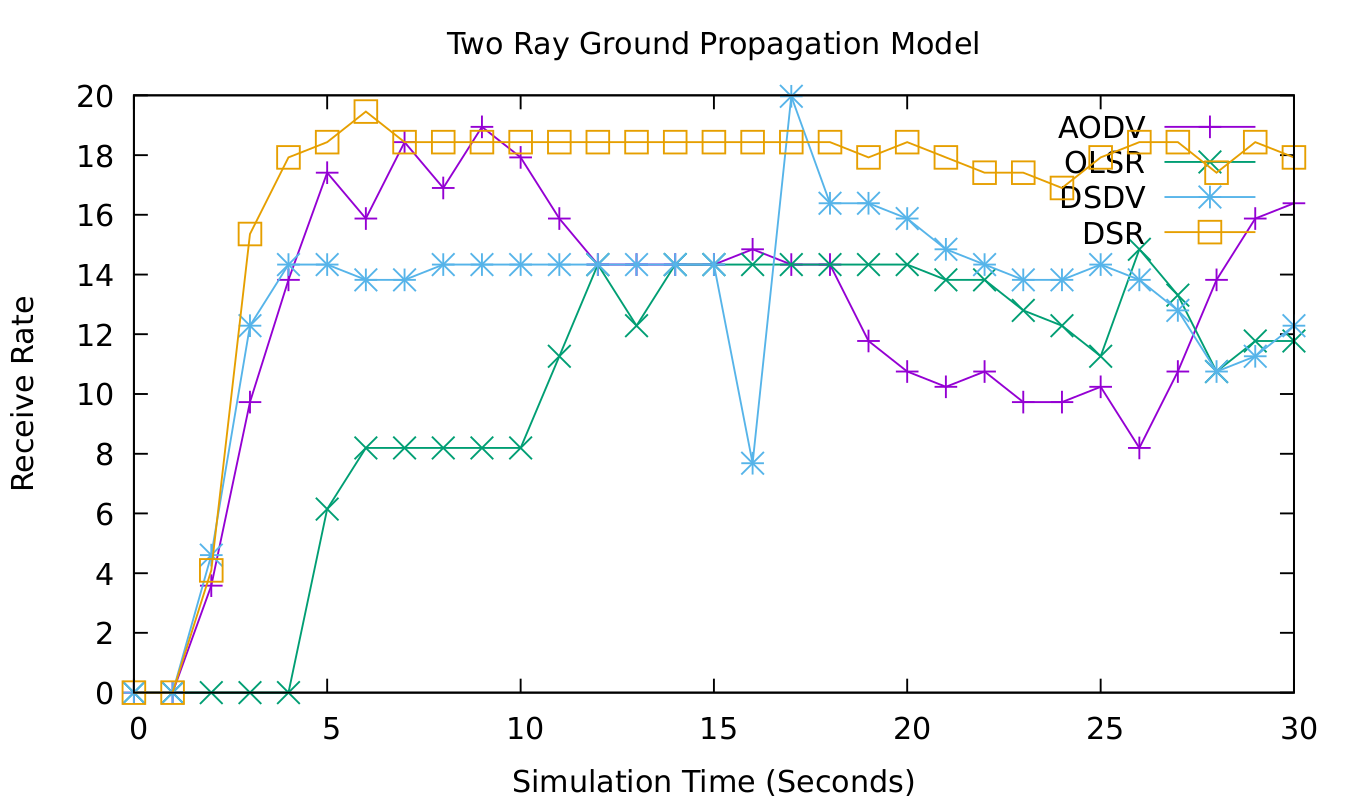 Two Ray Ground Propagation Model
20
18
16
14
12
10
8
6
4
2
0
Receive Rate
AODV
OLSR
DSDV
DSR
0 5 10 15 20 25 30
Simulation Time (Seconds)